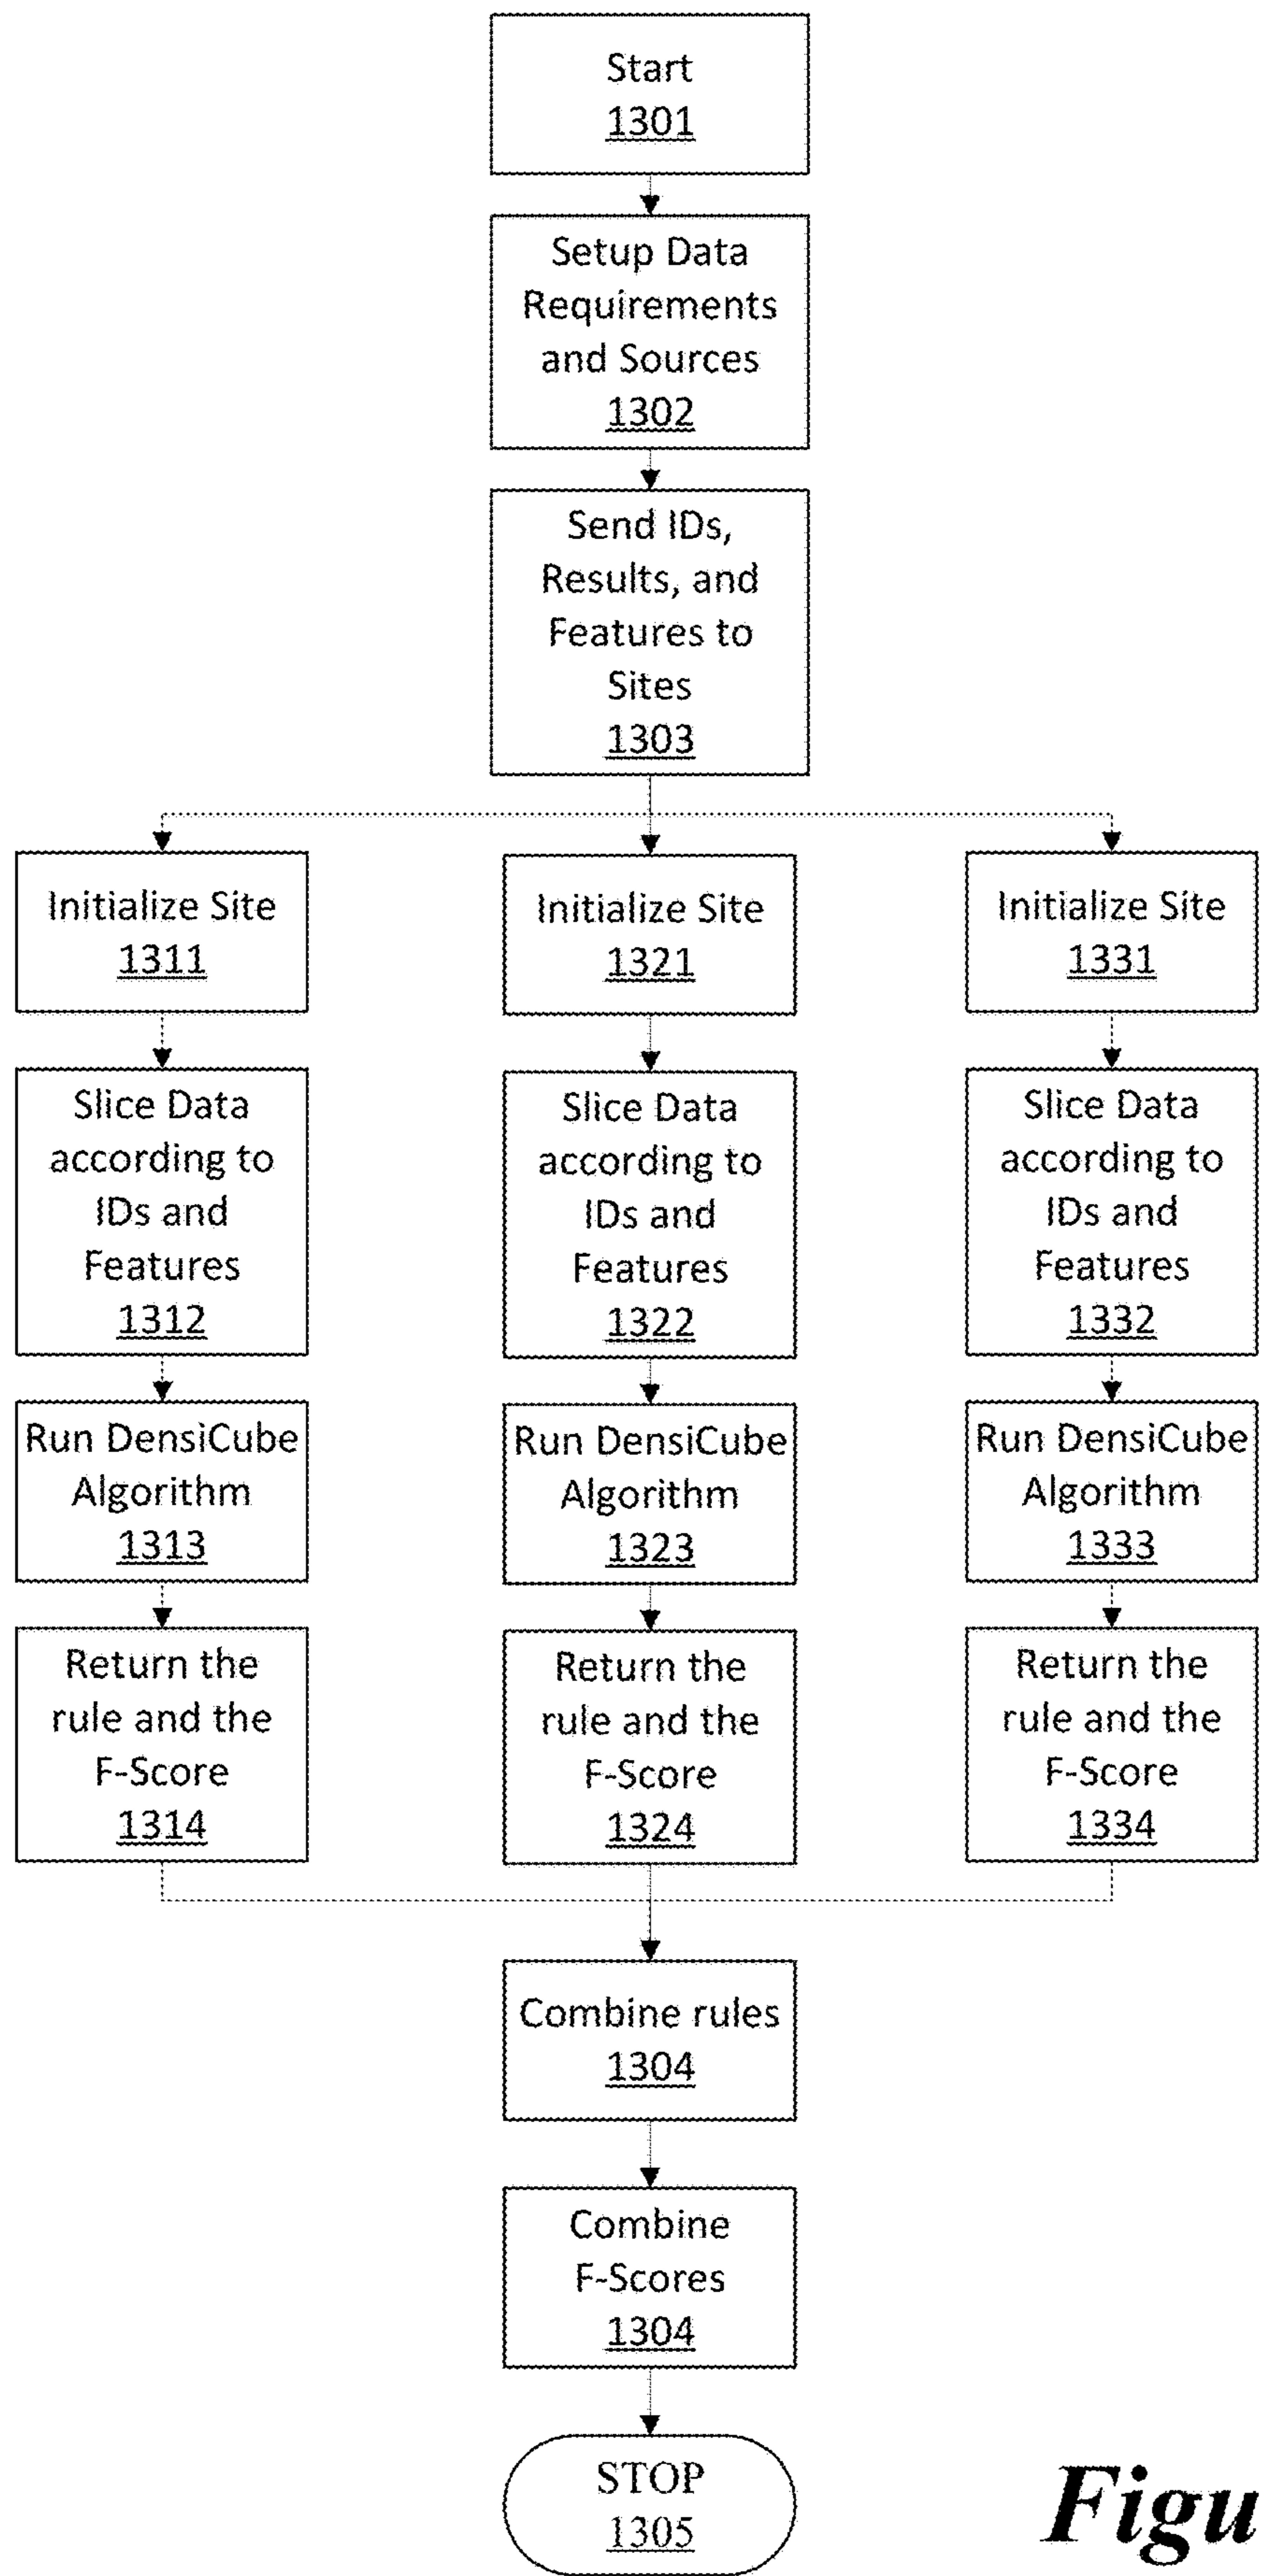 Start
1301
Setup Data
Requirements
and Sources
1302
Send IDs,
Results, and
Features to
Sites
1303
Initialize Site
1311
Slice Data
according to
IDs and
Features
1312
Run DensiCube
Algorithm
1313
Return the
rule and the
F-Score
1314
Initialize Site
1321
Slice Data
according to
IDs and
Features
1322
Run DensiCube
Algorithm
1323
Return the
rule and the
F-Score
1324
Initialize Site
1331
Slice Data
according to
IDs and
Features
1332
Run DensiCube
Algorithm
1333
Return the
rule and the
F-Score
1334
Combine rules
1304
Combine
F-Scores
1304
STOP
1305
Figu